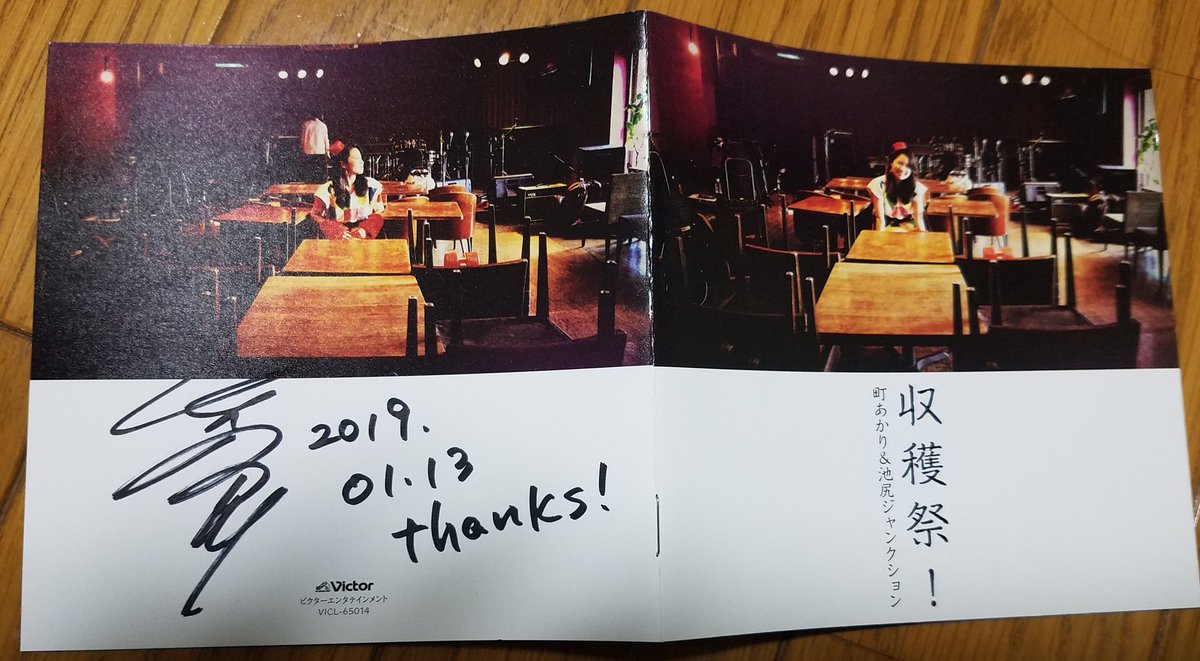 2019.
01.13
thanks!
Victor
ビクターエンタテインメント
VICL-65014
収穫祭！
町あかり&池尻ジャンクション